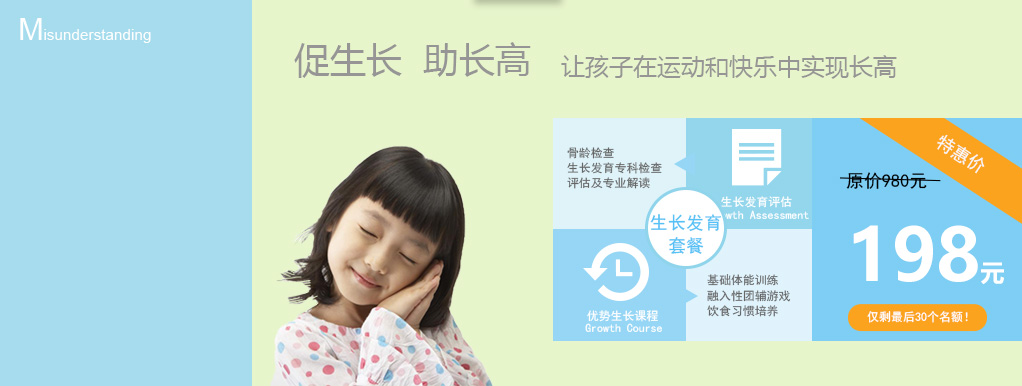 Misunderstanding
促生长 助长高 让孩子在运动和快乐中实现长高
骨龄检查
生长发育专科检查
评估及专业解读
生长发育评估
wth Assessment
生长发育
套餐
优势生长课程
Growth Course
基础体能训练
融入性团辅游戏
饮食习惯培养
特惠价
原价980元
198元
仅剩最后30个名额!